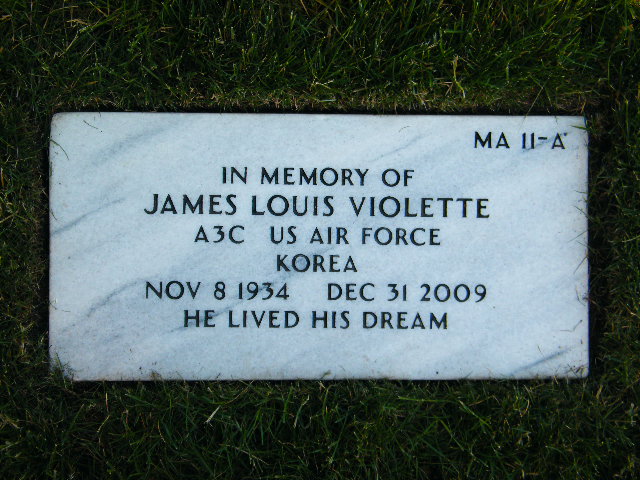 MA 11-A
IN MEMORY OF
JAMES LOUIS VIOLETTE
A3C US AIR FORCE
KOREA
NOV 8 1934 DEC 31 2009
HE LIVED HIS DREAM